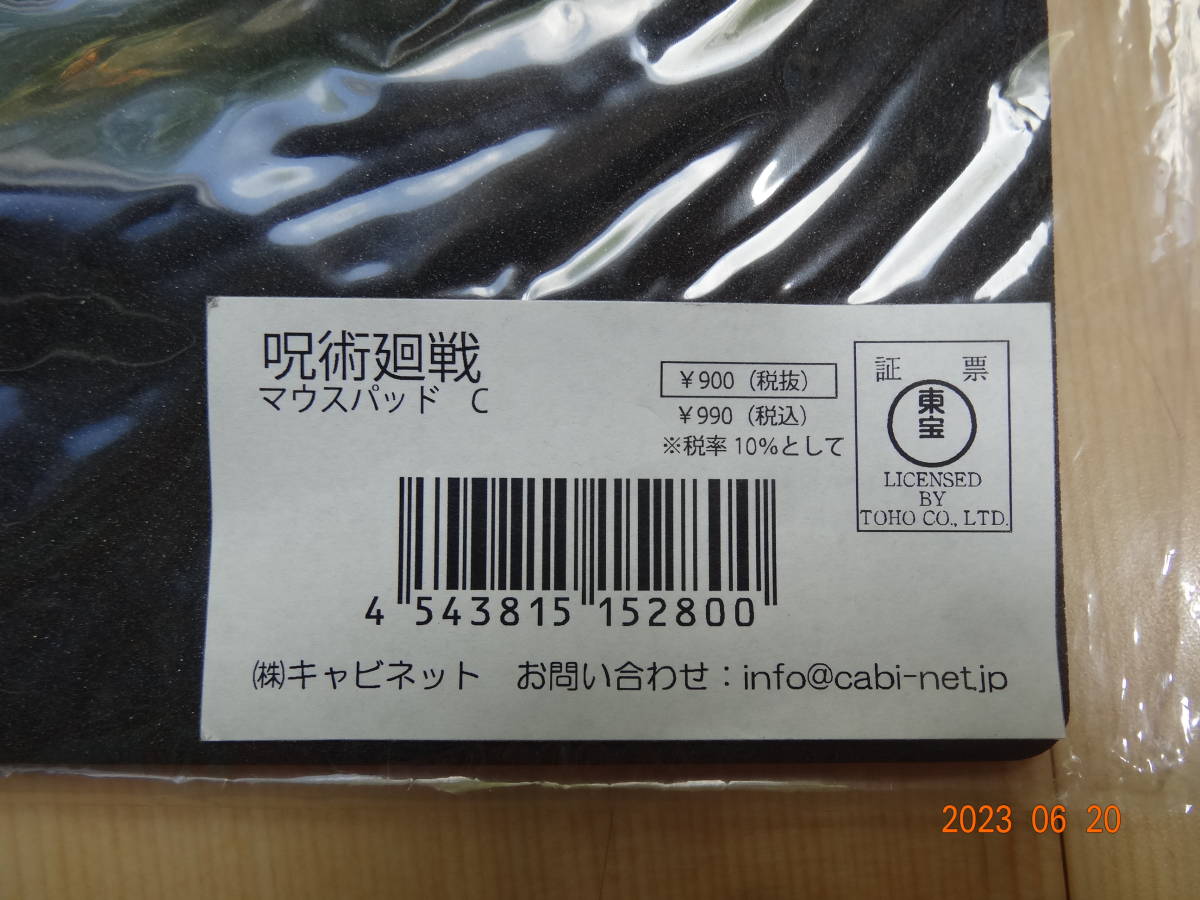 呪術廻戦
マウスパッド C
￥900（税抜）
￥990（税込）
※税率10%として
証 票
東宝
LICENSED
BY
TOHO CO., LTD.
4 543815 152800
㈱キャビネット お問い合わせ：info@cabi-net.jp
2023 06 20